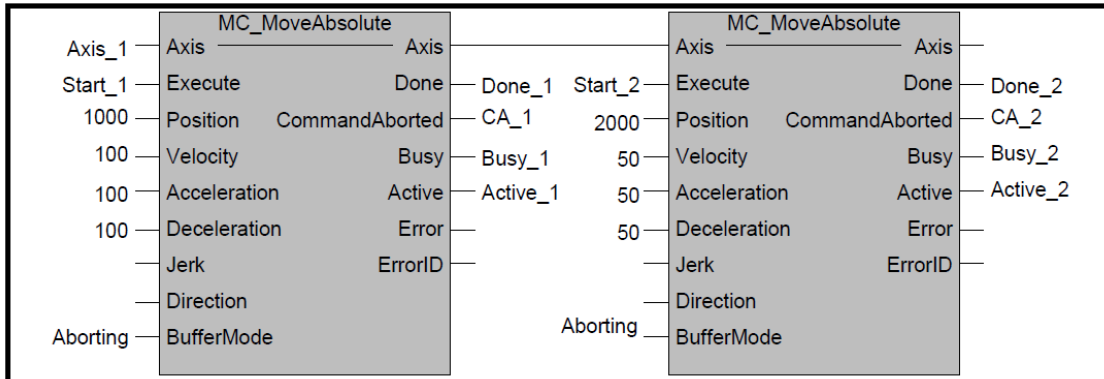 MC_MoveAbsolute MC_MoveAbsolute
Axis_1 Axis Axis Axis Axis
Start_1 Execute Done Done_1 Start_2 Execute Done Done_2
1000 Position CommandAborted CA_1 2000 Position CommandAborted CA_2
100 Velocity Busy Busy_1 50 Velocity Busy Busy_2
100 Acceleration Active Active_1 50 Acceleration Active Active_2
100 Deceleration Error 50 Deceleration Error
Jerk ErrorID Jerk ErrorID
Direction Direction
Aborting BufferMode Aborting BufferMode